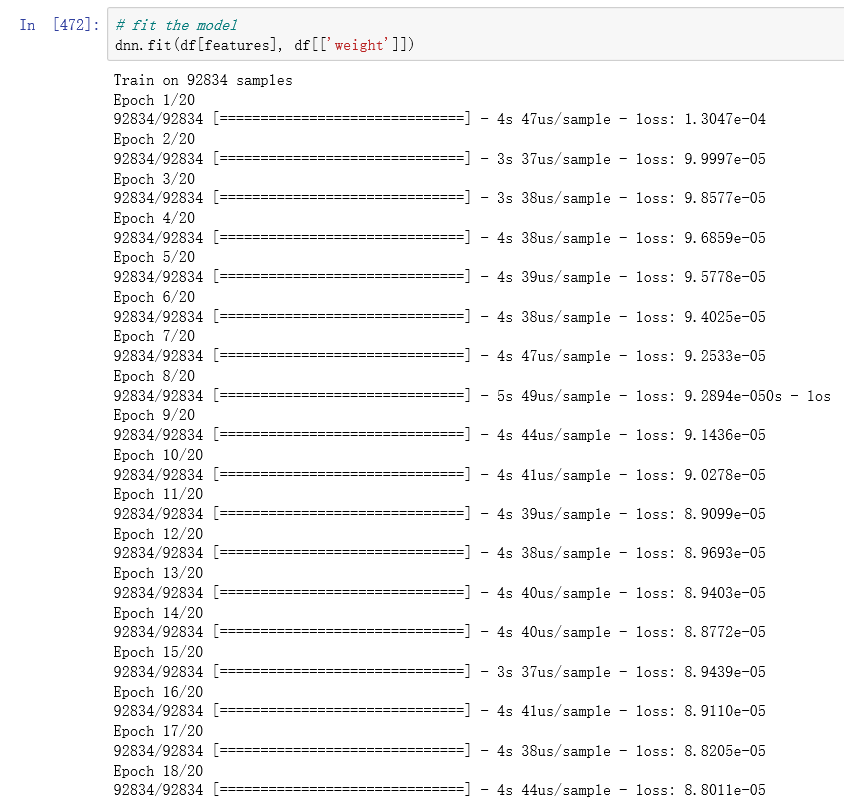 In [472]: # fit the model
dnn.fit(df[features], df[['weight']])
Train on 92834 samples
Epoch 1/20
92834/92834 [==============================] - 4s 47us/sample - loss: 1.3047e-04
Epoch 2/20
92834/92834 [==============================] - 3s 37us/sample - loss: 9.9997e-05
Epoch 3/20
92834/92834 [==============================] - 3s 38us/sample - loss: 9.8577e-05
Epoch 4/20
92834/92834 [==============================] - 4s 38us/sample - loss: 9.6859e-05
Epoch 5/20
92834/92834 [==============================] - 4s 39us/sample - loss: 9.5778e-05
Epoch 6/20
92834/92834 [==============================] - 4s 38us/sample - loss: 9.4025e-05
Epoch 7/20
92834/92834 [==============================] - 4s 47us/sample - loss: 9.2533e-05
Epoch 8/20
92834/92834 [==============================] - 5s 49us/sample - loss: 9.2894e-050s - los
Epoch 9/20
92834/92834 [==============================] - 4s 44us/sample - loss: 9.1436e-05
Epoch 10/20
92834/92834 [==============================] - 4s 41us/sample - loss: 9.0278e-05
Epoch 11/20
92834/92834 [==============================] - 4s 39us/sample - loss: 8.9099e-05
Epoch 12/20
92834/92834 [==============================] - 4s 38us/sample - loss: 8.9693e-05
Epoch 13/20
92834/92834 [==============================] - 4s 40us/sample - loss: 8.9403e-05
Epoch 14/20
92834/92834 [==============================] - 4s 40us/sample - loss: 8.8772e-05
Epoch 15/20
92834/92834 [==============================] - 3s 37us/sample - loss: 8.9439e-05
Epoch 16/20
92834/92834 [==============================] - 4s 41us/sample - loss: 8.9110e-05
Epoch 17/20
92834/92834 [==============================] - 4s 38us/sample - loss: 8.8205e-05
Epoch 18/20
92834/92834 [==============================] - 4s 44us/sample - loss: 8.8011e-05